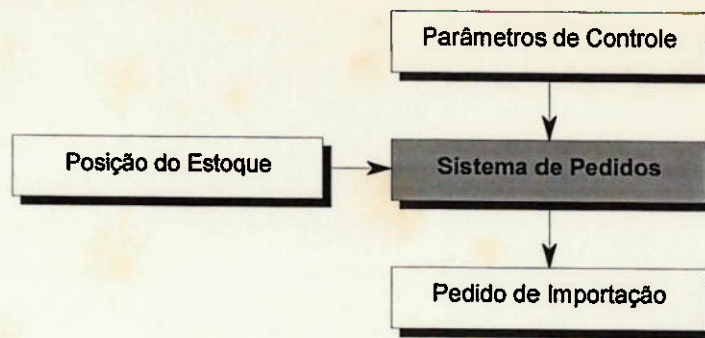 Parâmetros de Controle
Posição do Estoque
Sistema de Pedidos
Pedido de Importação